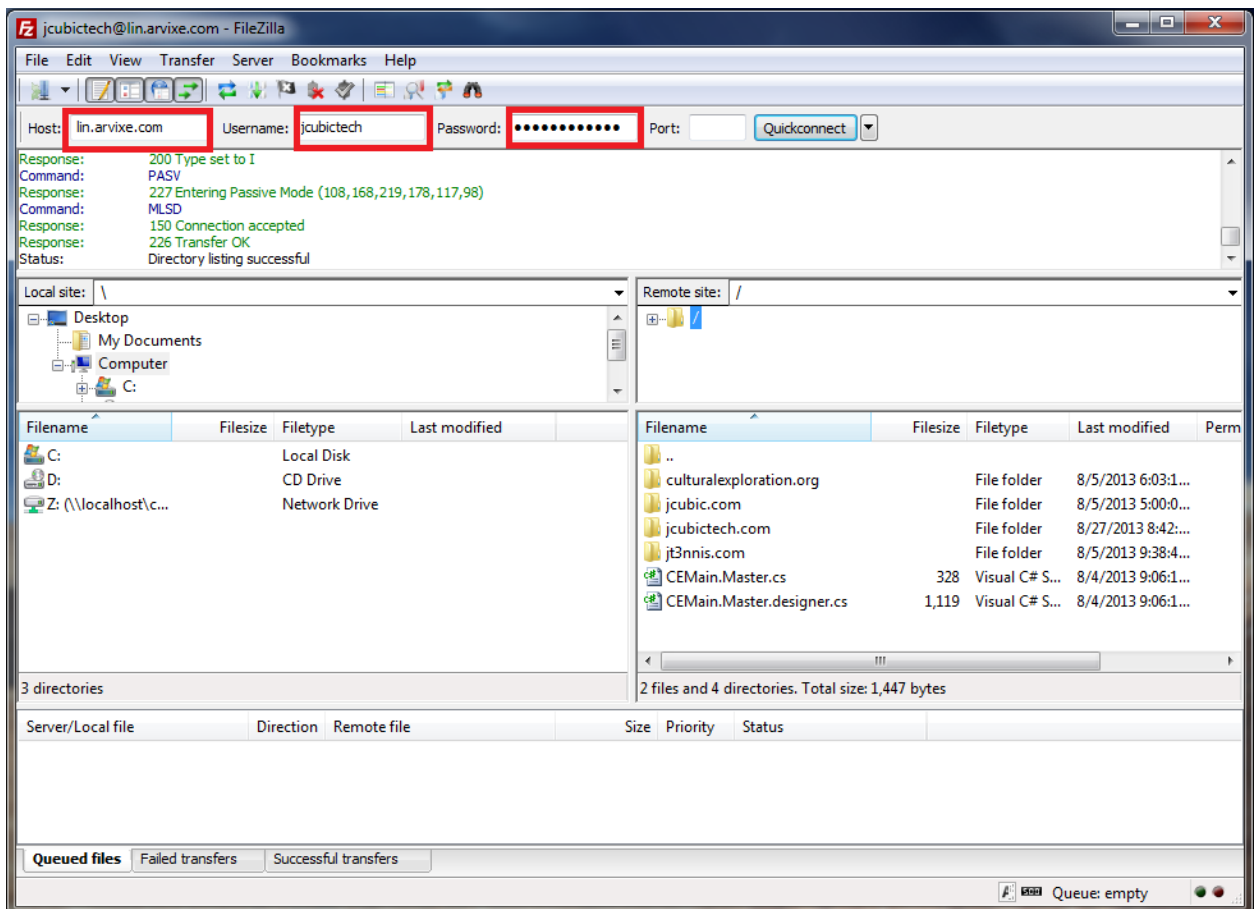 jcubictech@lin.arvixe.com - FileZilla
File Edit View Transfer Server Bookmarks Help
Host: lin.arvixe.com Username: jcubictech Password: •••••••••••• Port: Quickconnect
Response: 200 Type set to I
Command: PASV
Response: 227 Entering Passive Mode (108,168,219,178,117,98)
Command: MLSD
Response: 150 Connection accepted
Response: 226 Transfer OK
Status: Directory listing successful
Local site: \
Desktop
My Documents
Computer
C:
Remote site: /
/
Filename Filesize Filetype Last modified
C: Local Disk
D: CD Drive
Z: (\\localhost\c... Network Drive
3 directories
Filename Filesize Filetype Last modified Perm
..
culturalexploration.org File folder 8/5/2013 6:03:1...
jcubic.com File folder 8/5/2013 5:00:0...
jcubictech.com File folder 8/27/2013 8:42:...
jt3nnis.com File folder 8/5/2013 9:38:4...
CEMain.Master.cs 328 Visual C# S... 8/4/2013 9:06:1...
CEMain.Master.designer.cs 1,119 Visual C# S... 8/4/2013 9:06:1...
2 files and 4 directories. Total size: 1,447 bytes
Server/Local file Direction Remote file Size Priority Status
Queued files Failed transfers Successful transfers
Queue: empty